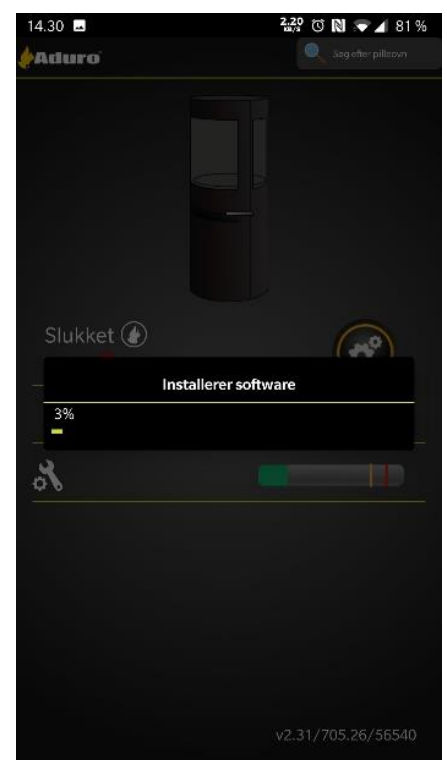 14.30 2.20 KB/S 81 %
Aduro Søg efter pilleovn
Slukket
Installerer software
3%
v2.31/705.26/56540